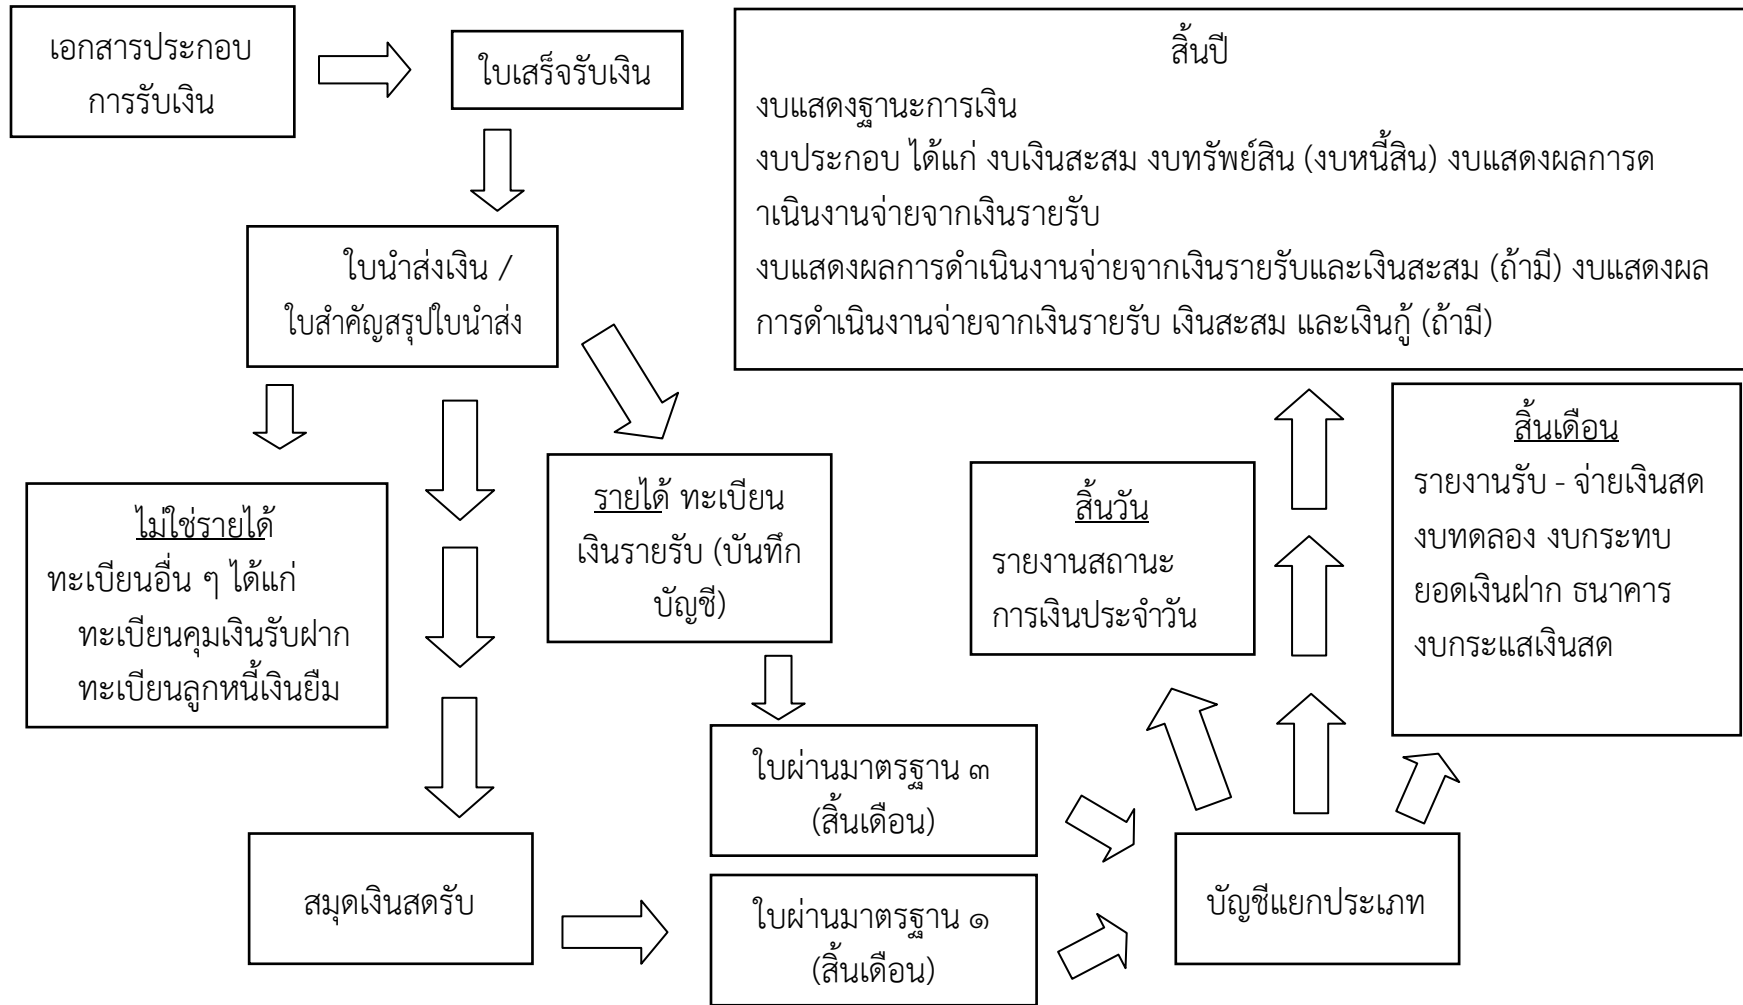 เอกสารประกอบ
การรับเงิน
ใบเสร็จรับเงิน
สิ้นปี
งบแสดงฐานะการเงิน
งบประกอบ ได้แก่ งบเงินสะสม งบทรัพย์สิน (งบหนี้สิน) งบแสดงผลการด
าเนินงานจ่ายจากเงินรายรับ
งบแสดงผลการดำเนินงานจ่ายจากเงินรายรับและเงินสะสม (ถ้ามี) งบแสดงผล
การดำเนินงานจ่ายจากเงินรายรับ เงินสะสม และเงินกู้ (ถ้ามี)
ใบนำส่งเงิน /
ใบสำคัญสรุปใบนำส่ง
ไม่ใช่รายได้
ทะเบียนอื่น ๆ ได้แก่
ทะเบียนคุมเงินรับฝาก
ทะเบียนลูกหนี้เงินยืม
รายได้ ทะเบียน
เงินรายรับ (บันทึก
บัญชี)
สิ้นวัน
รายงานสถานะ
การเงินประจำวัน
สิ้นเดือน
รายงานรับ - จ่ายเงินสด
งบทดลอง งบกระทบ
ยอดเงินฝาก ธนาคาร
งบกระแสเงินสด
ใบผ่านมาตรฐาน ๓
(สิ้นเดือน)
สมุดเงินสดรับ
ใบผ่านมาตรฐาน ๑
(สิ้นเดือน)
บัญชีแยกประเภท